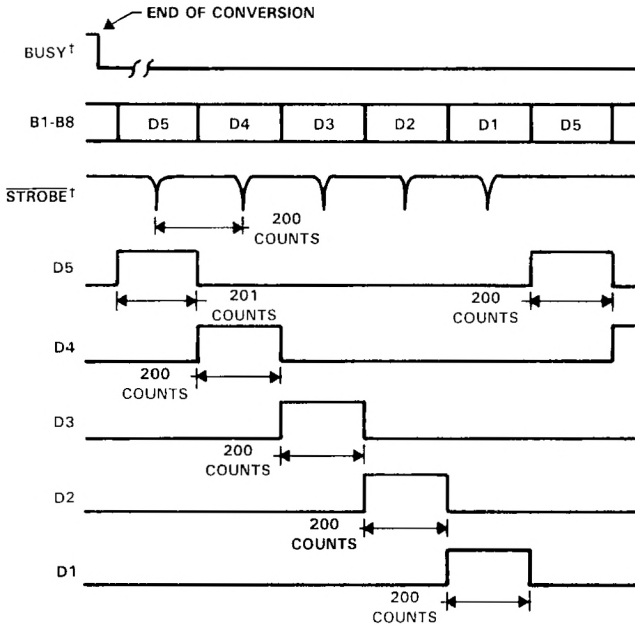 END OF CONVERSION
BUSY†
B1-B8
D5 D4 D3 D2 D1 D5
STROBE†
200
COUNTS
D5
201
COUNTS
200
COUNTS
D4
200
COUNTS
D3
200
COUNTS
D2
200
COUNTS
D1
200
COUNTS